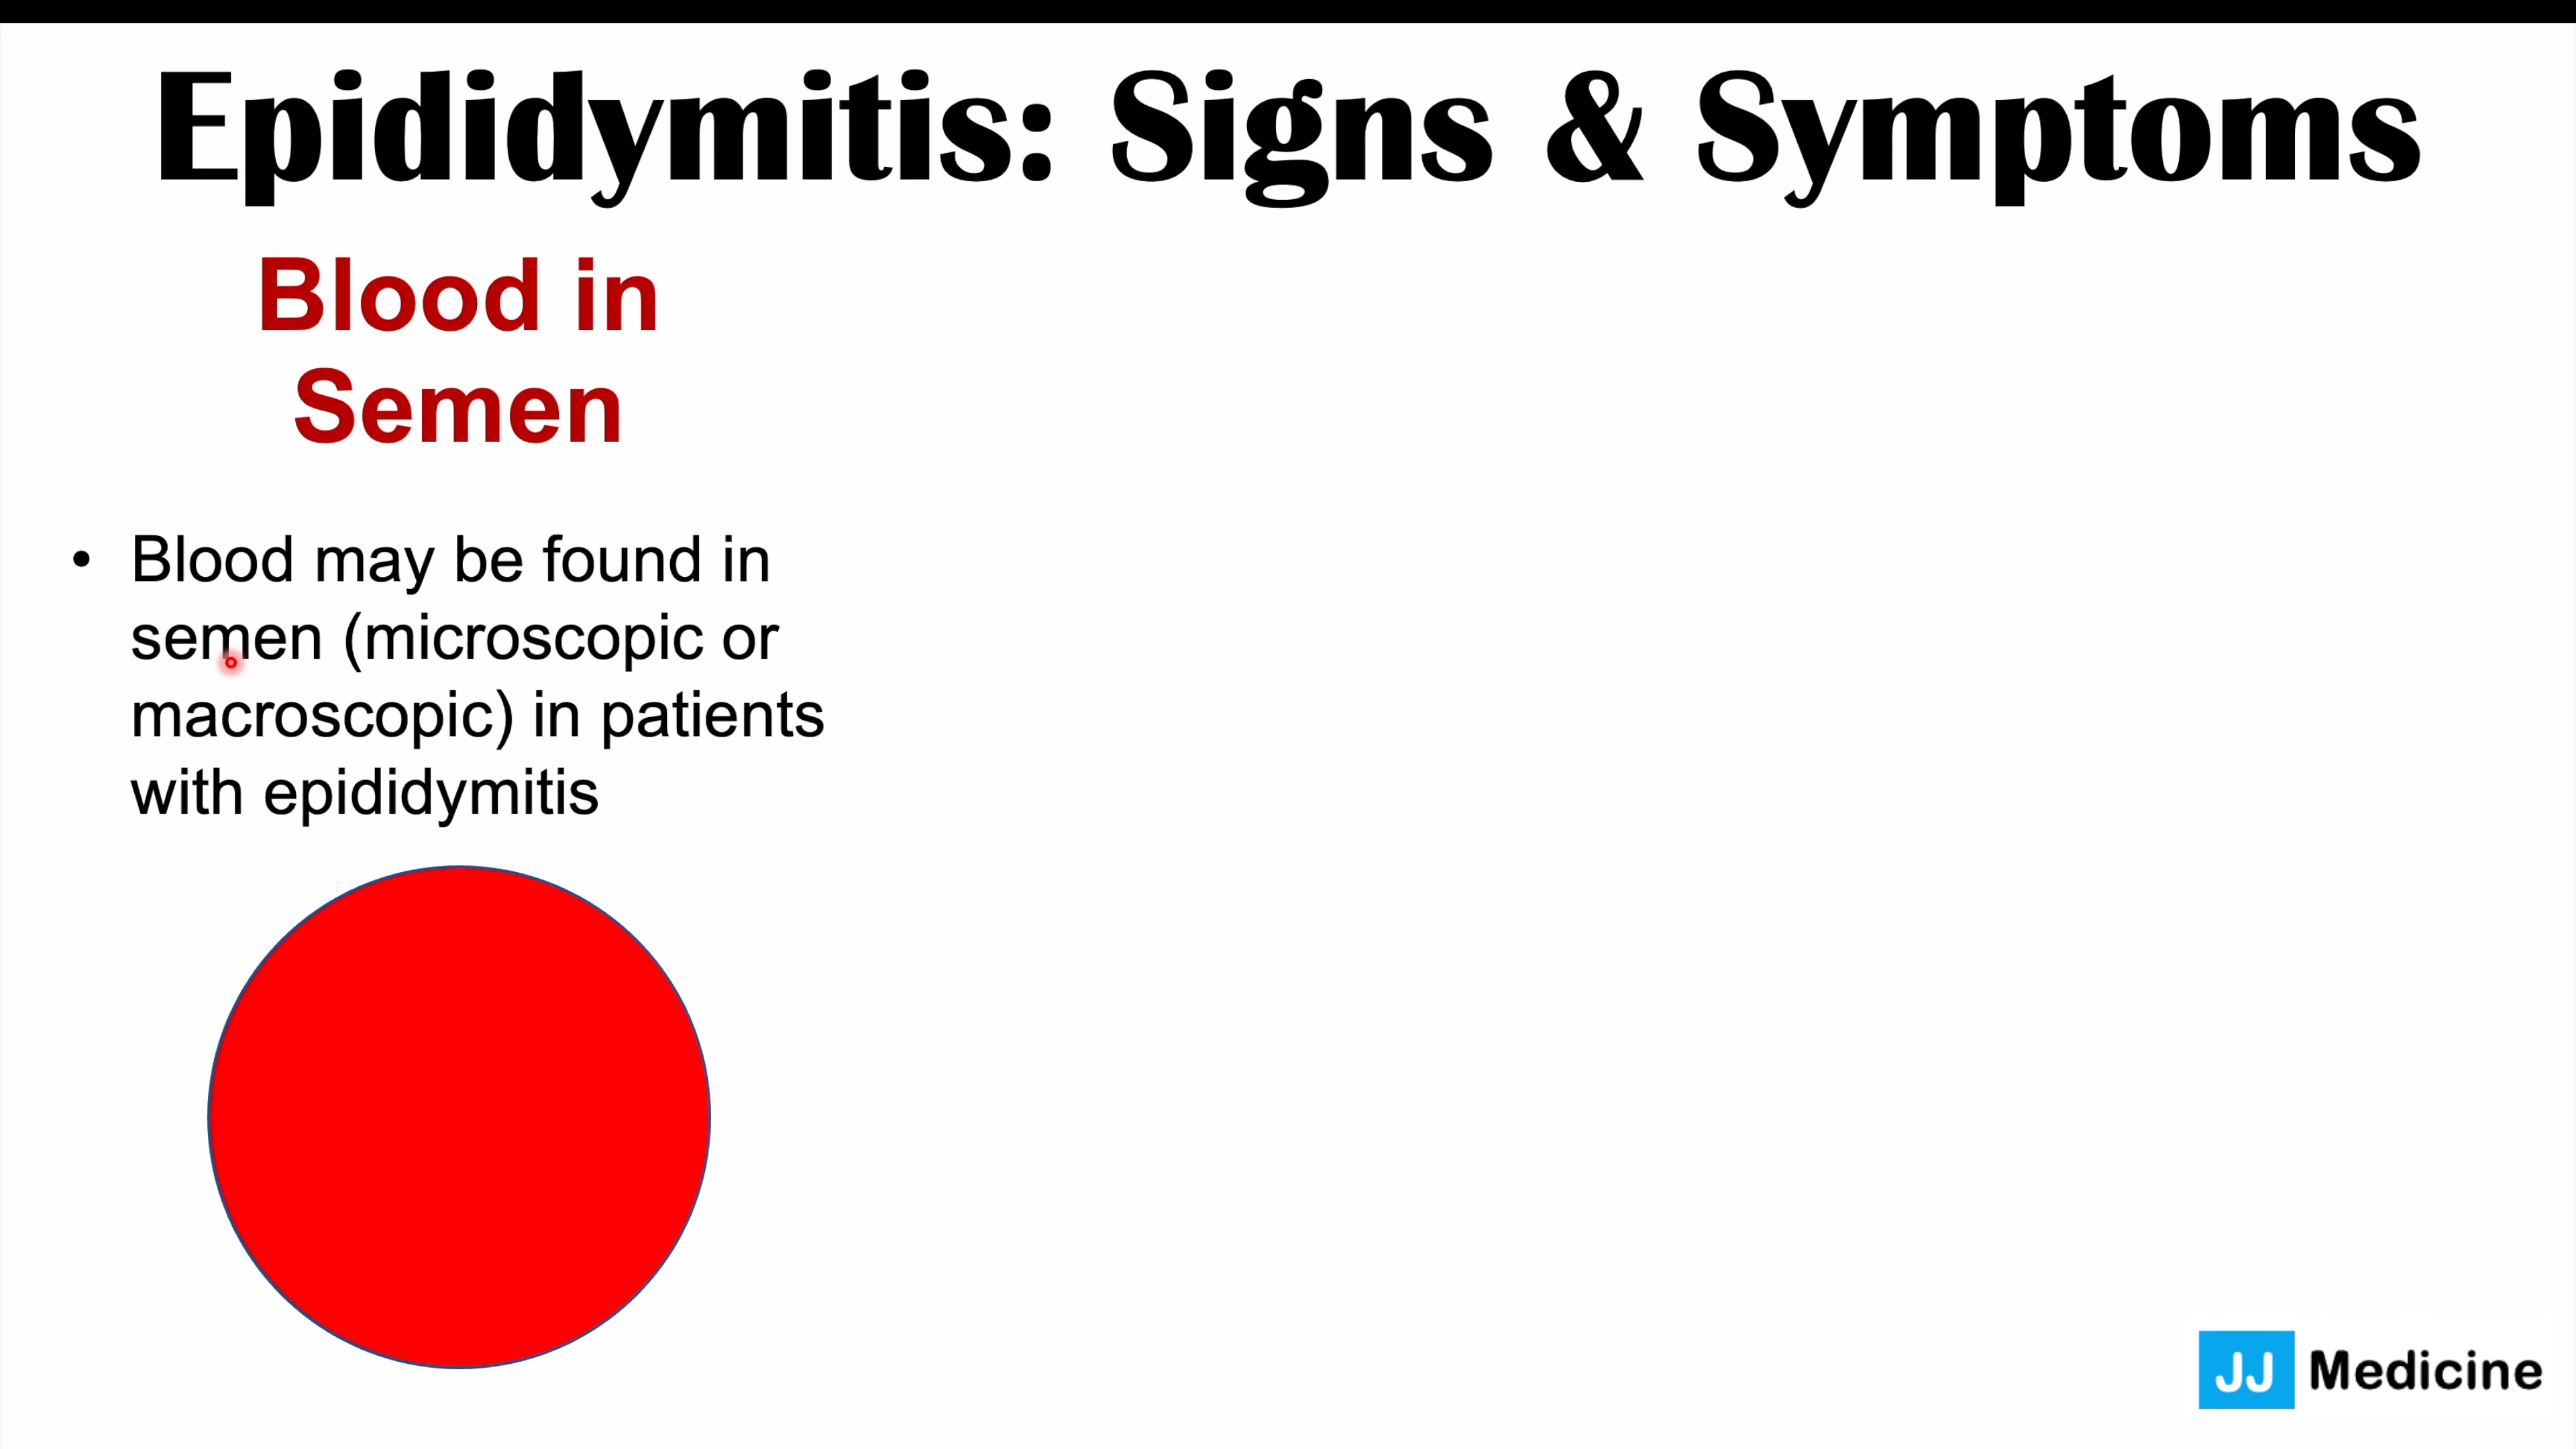 Epididymitis: Signs & Symptoms
Blood in
Semen
• Blood may be found in
semen (microscopic or
macroscopic) in patients
with epididymitis
JJ Medicine